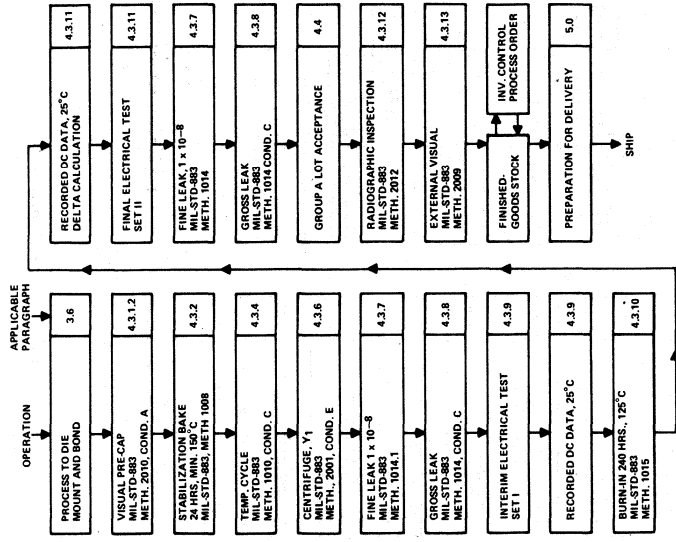 OPERATION
APPLICABLE
PARAGRAPH
PROCESS TO DIE
MOUNT AND BOND
3.6
VISUAL PRE-CAP
MIL-STD-883
METH. 2010, COND. A
4.3.1.2
STABILIZATION BAKE
24 HRS, MIN. 150°C
MIL-STD-883, METH 1008
4.3.2
TEMP. CYCLE
MIL-STD-883
METH. 1010, COND. C
4.3.4
CENTRIFUGE, Y1
MIL-STD-883
METH., 2001, COND. E
4.3.6
FINE LEAK 1 x 10-8
MIL-STD-883
METH. 1014.1
4.3.7
GROSS LEAK
MIL-STD-883
METH. 1014, COND. C
4.3.8
INTERIM ELECTRICAL TEST
SET I
4.3.9
RECORDED DC DATA, 25°C
4.3.9
BURN-IN 240 HRS., 125°C
MIL-STD-883
METH. 1015
4.3.10
RECORDED DC DATA, 25°C
DELTA CALCULATION
4.3.11
FINAL ELECTRICAL TEST
SET II
4.3.11
FINE LEAK, 1 x 10-8
MIL-STD-883
METH. 1014
4.3.7
GROSS LEAK
MIL-STD-883
METH. 1014 COND. C
4.3.8
GROUP A LOT ACCEPTANCE
4.4
RADIOGRAPHIC INSPECTION
MIL-STD-883
METH. 2012
4.3.12
EXTERNAL VISUAL
MIL-STD-883
METH. 2009
4.3.13
FINISHED-
GOODS STOCK
INV. CONTROL
PROCESS ORDER
PREPARATION FOR DELIVERY
5.0
SHIP